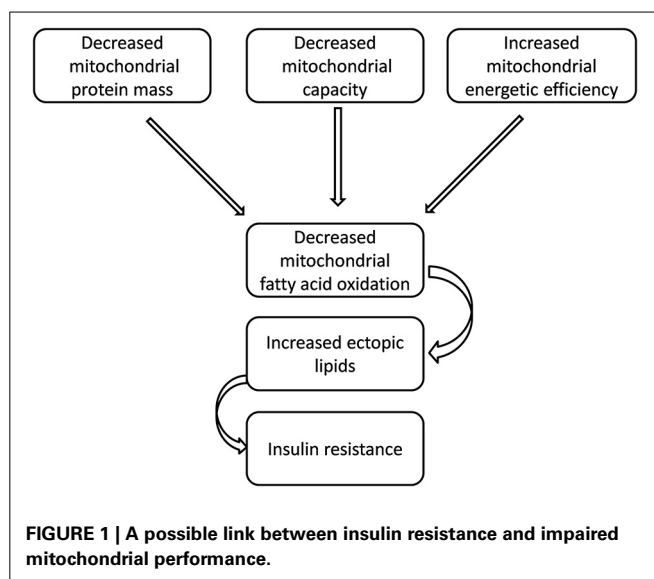 Decreased
mitochondrial
protein mass
Decreased
mitochondrial
capacity
Increased
mitochondrial
energetic efficiency
Decreased
mitochondrial
fatty acid oxidation
Increased ectopic
lipids
Insulin resistance
FIGURE 1 | A possible link between insulin resistance and impaired
mitochondrial performance.